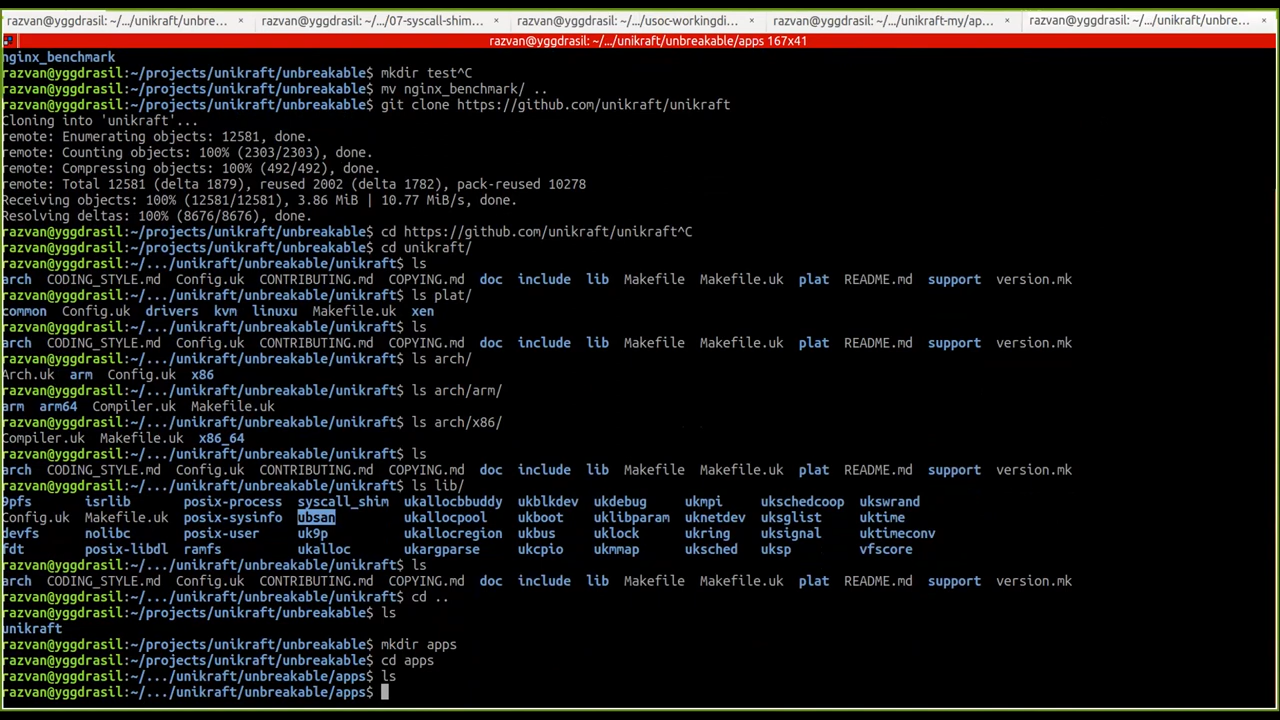 razvan@yggdrasil: ~/.../unikraft/unbre... × razvan@yggdrasil: ~/.../07-syscall-shim... × razvan@yggdrasil: ~/.../usoc-workingdi... × razvan@yggdrasil: ~/.../unikraft-my/ap... × razvan@yggdrasil: ~/.../unikraft/unbre... ×
razvan@yggdrasil: ~/.../unikraft/unbreakable/apps 167x41
nginx_benchmark
razvan@yggdrasil:~/projects/unikraft/unbreakable$ mkdir test^C
razvan@yggdrasil:~/projects/unikraft/unbreakable$ mv nginx_benchmark/ ..
razvan@yggdrasil:~/projects/unikraft/unbreakable$ git clone https://github.com/unikraft/unikraft
Cloning into 'unikraft'...
remote: Enumerating objects: 12581, done.
remote: Counting objects: 100% (2303/2303), done.
remote: Compressing objects: 100% (492/492), done.
remote: Total 12581 (delta 1879), reused 2002 (delta 1782), pack-reused 10278
Receiving objects: 100% (12581/12581), 3.86 MiB | 10.77 MiB/s, done.
Resolving deltas: 100% (8676/8676), done.
razvan@yggdrasil:~/projects/unikraft/unbreakable$ cd https://github.com/unikraft/unikraft^C
razvan@yggdrasil:~/projects/unikraft/unbreakable$ cd unikraft/
razvan@yggdrasil:~/.../unikraft/unbreakable/unikraft$ ls
arch CODING_STYLE.md Config.uk CONTRIBUTING.md COPYING.md doc include lib Makefile Makefile.uk plat README.md support version.mk
razvan@yggdrasil:~/.../unikraft/unbreakable/unikraft$ ls plat/
common Config.uk drivers kvm linuxu Makefile.uk xen
razvan@yggdrasil:~/.../unikraft/unbreakable/unikraft$ ls
arch CODING_STYLE.md Config.uk CONTRIBUTING.md COPYING.md doc include lib Makefile Makefile.uk plat README.md support version.mk
razvan@yggdrasil:~/.../unikraft/unbreakable/unikraft$ ls arch/
Arch.uk arm Config.uk x86
razvan@yggdrasil:~/.../unikraft/unbreakable/unikraft$ ls arch/arm/
arm arm64 Compiler.uk Makefile.uk
razvan@yggdrasil:~/.../unikraft/unbreakable/unikraft$ ls arch/x86/
Compiler.uk Makefile.uk x86_64
razvan@yggdrasil:~/.../unikraft/unbreakable/unikraft$ ls
arch CODING_STYLE.md Config.uk CONTRIBUTING.md COPYING.md doc include lib Makefile Makefile.uk plat README.md support version.mk
razvan@yggdrasil:~/.../unikraft/unbreakable/unikraft$ ls lib/
9pfs isrlib posix-process syscall_shim ukallocbbuddy ukblkdev ukdebug ukmpi ukschedcoop ukswrand
Config.uk Makefile.uk posix-sysinfo ubsan ukallocpool ukboot uklibparam uknetdev uksglist uktime
devfs nolibc posix-user uk9p ukallocregion ukbus uklock ukring uksignal uktimeconv
fdt posix-libdl ramfs ukalloc ukargparse ukcpio ukmmap uksched uksp vfscore
razvan@yggdrasil:~/.../unikraft/unbreakable/unikraft$ ls
arch CODING_STYLE.md Config.uk CONTRIBUTING.md COPYING.md doc include lib Makefile Makefile.uk plat README.md support version.mk
razvan@yggdrasil:~/.../unikraft/unbreakable/unikraft$ cd ..
razvan@yggdrasil:~/projects/unikraft/unbreakable$ ls
unikraft
razvan@yggdrasil:~/projects/unikraft/unbreakable$ mkdir apps
razvan@yggdrasil:~/projects/unikraft/unbreakable$ cd apps
razvan@yggdrasil:~/.../unikraft/unbreakable/apps$ ls
razvan@yggdrasil:~/.../unikraft/unbreakable/apps$